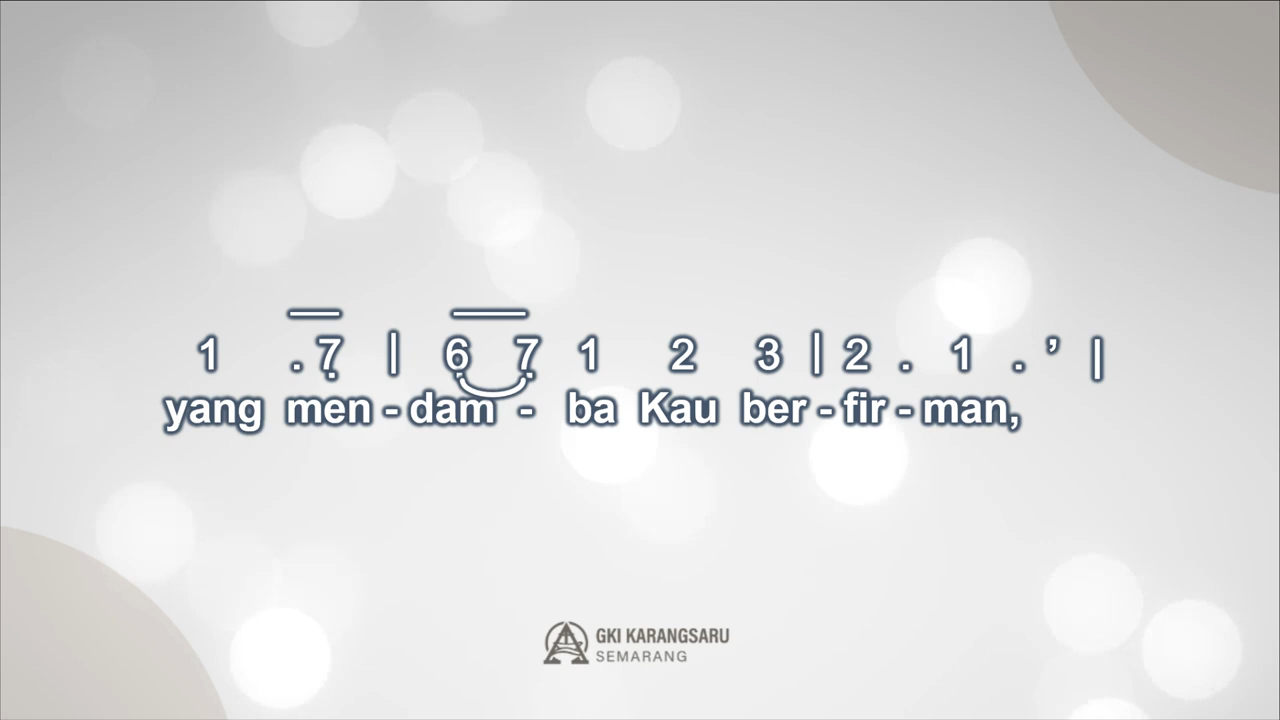 1 . 7̣ | 6̣ 7̣ 1 2 3 | 2 . 1 . ’ |
yang men - dam - ba Kau ber - fir - man,
GKI KARANGSARU
SEMARANG